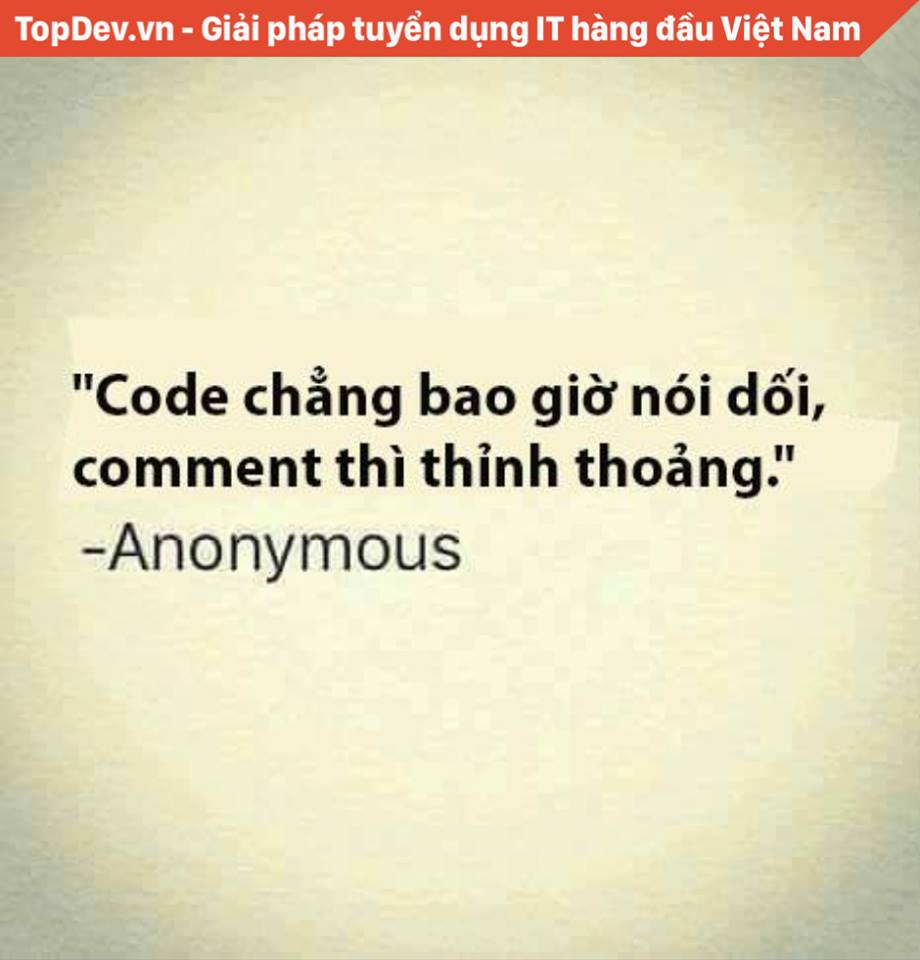 TopDev.vn - Giải pháp tuyển dụng IT hàng đầu Việt Nam
"Code chẳng bao giờ nói dối,
comment thì thỉnh thoảng."
-Anonymous